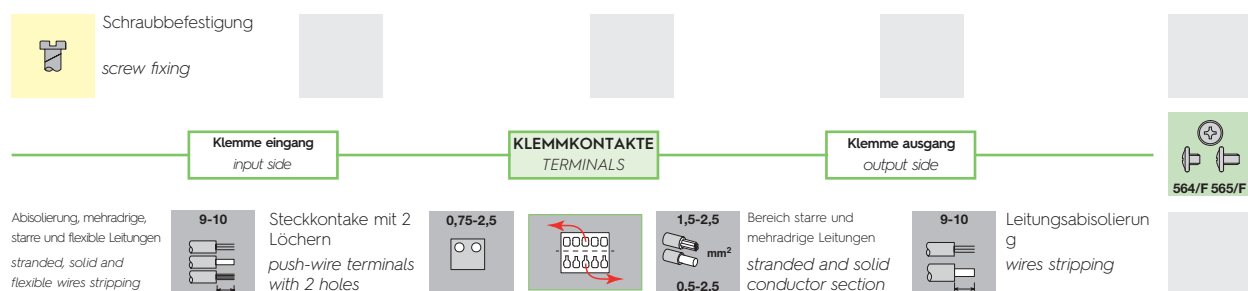 Schraubbefestigung
screw fixing
Klemme eingang
input side
KLEMMKONTAKTE
TERMINALS
Klemme ausgang
output side
564/F 565/F
Abisolierung, mehradrige,
starre und flexible Leitungen
stranded, solid and
flexible wires stripping
9-10
Steckkontake mit 2
Löchern
push-wire terminals
with 2 holes
0,75-2,5
1,5-2,5
mm²
0,5-2,5
Bereich starre und
mehradrige Leitungen
stranded and solid
conductor section
9-10
Leitungsabisolierun
g
wires stripping